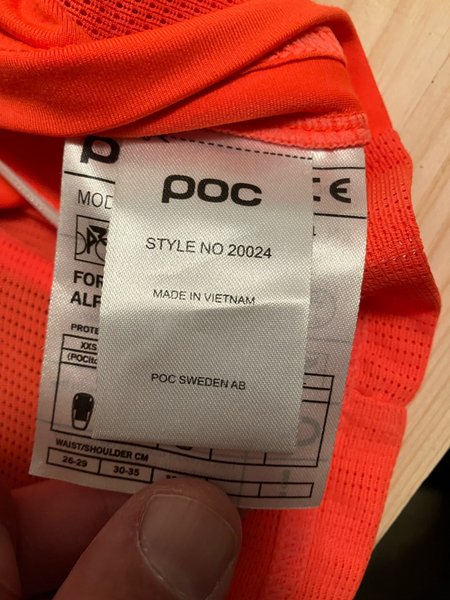 poc
STYLE NO 20024
MADE IN VIETNAM
POC SWEDEN AB
CE
MOD
FOR
ALP
PROTE
XXS
WAIST/SHOULDER CM
26-29 30-35